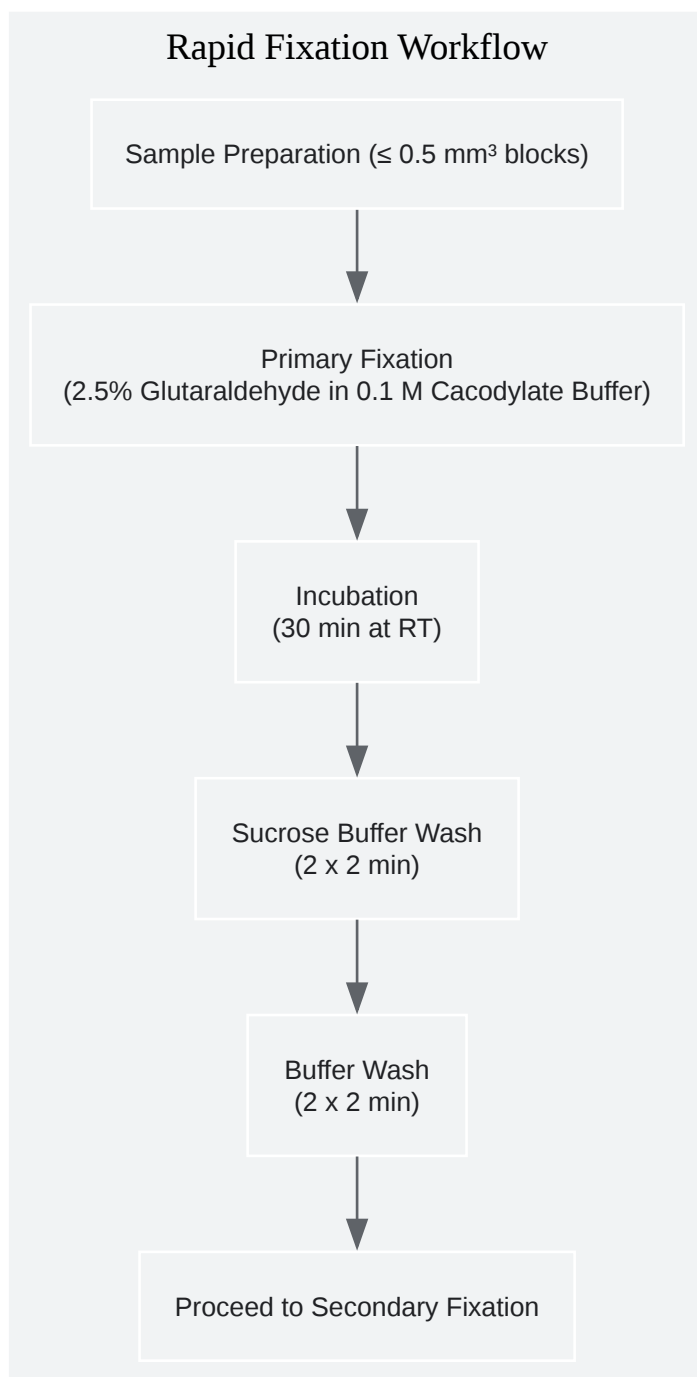 Rapid Fixation Workflow
Sample Preparation (≤ 0.5 mm³ blocks)
Primary Fixation
(2.5% Glutaraldehyde in 0.1 M Cacodylate Buffer)
Incubation
(30 min at RT)
Sucrose Buffer Wash
(2 x 2 min)
Buffer Wash
(2 x 2 min)
Proceed to Secondary Fixation